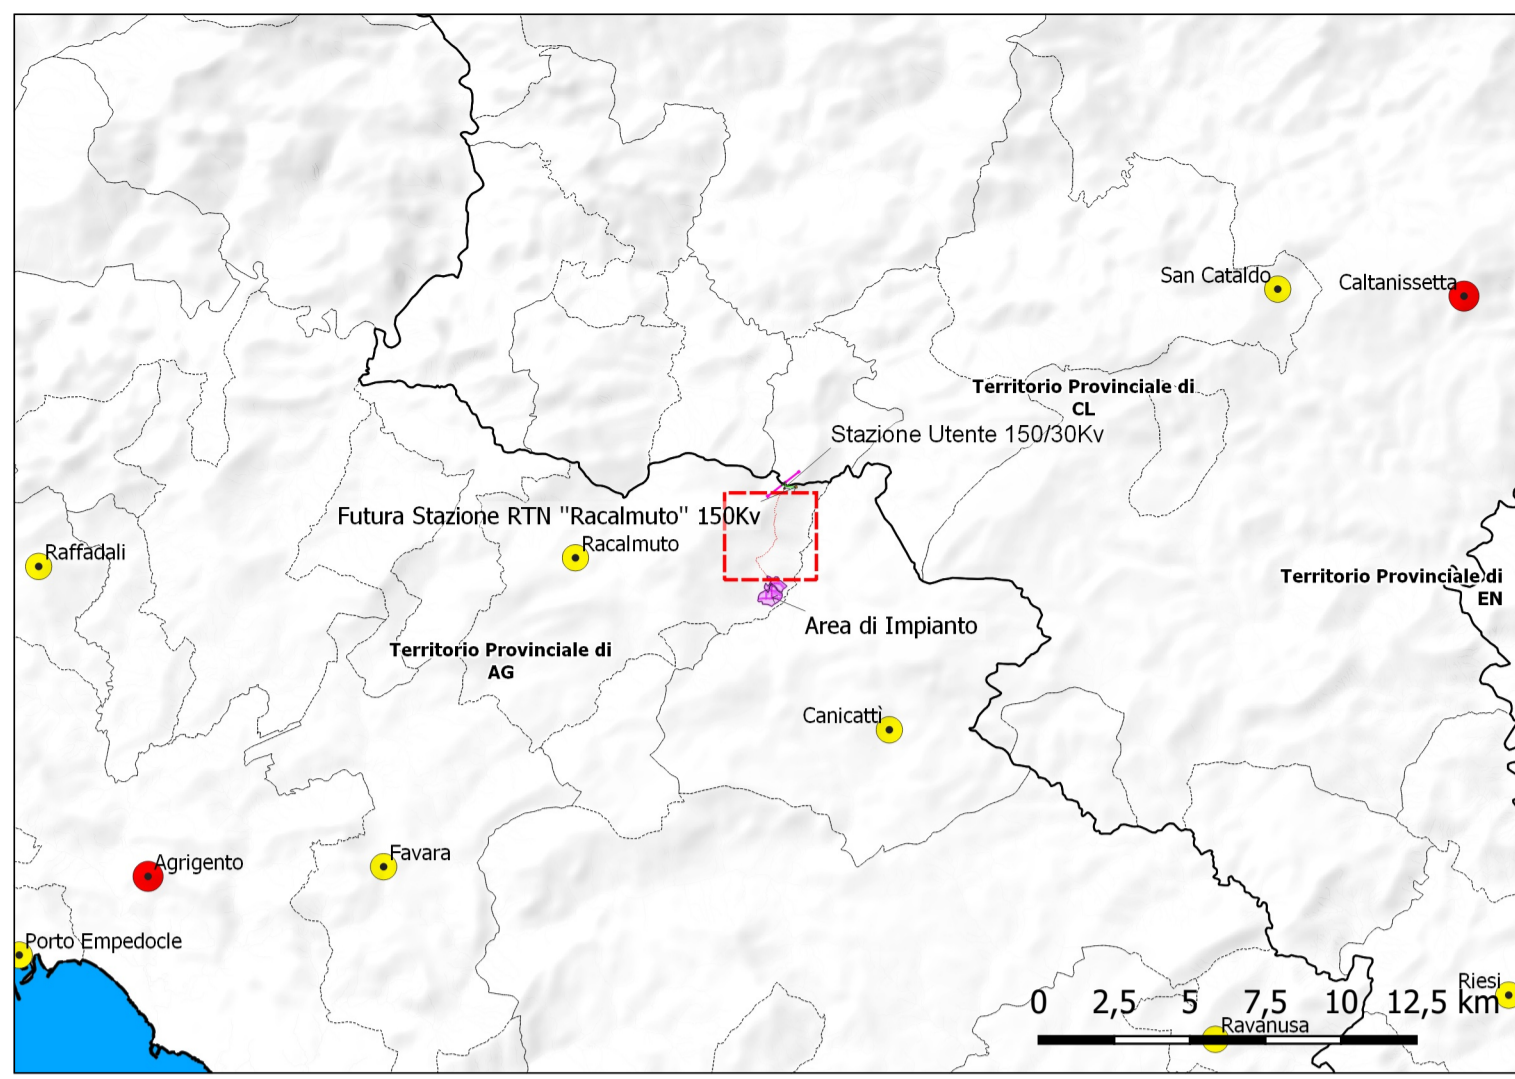 San Cataldo
Caltanissetta
Territorio Provinciale di
CL
Stazione Utente 150/30Kv
Futura Stazione RTN "Racalmuto" 150Kv
Racalmuto
Raffadali
Territorio Provinciale di
EN
Area di Impianto
Territorio Provinciale di
AG
Canicattì
Favara
Agrigento
Porto Empedocle
Riesi
0 2,5 5 7,5 10 12,5 km
Ravanusa